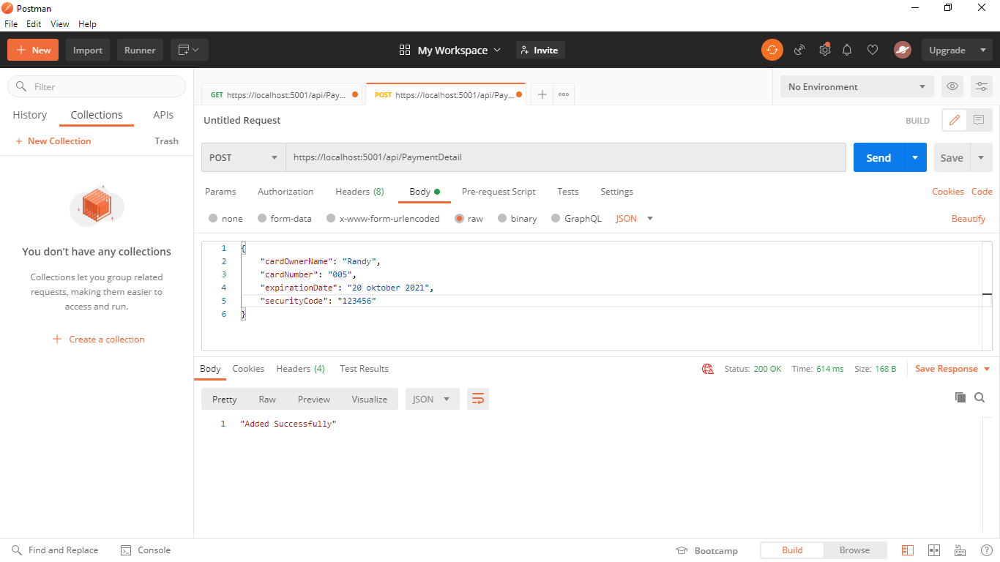 Postman
File Edit View Help
New Import Runner My Workspace Invite Upgrade
Filter
History Collections APIs
New Collection Trash
You don't have any collections
Collections let you group related
requests, making them easier to
access and run.
Create a collection
GET https://localhost:5001/api/Pay... POST https://localhost:5001/api/Pay... No Environment
Untitled Request BUILD
POST https://localhost:5001/api/PaymentDetail Send Save
Params Authorization Headers (8) Body Pre-request Script Tests Settings Cookies Code
none form-data x-www-form-urlencoded raw binary GraphQL JSON Beautify
1 {
2 "cardOwnerName": "Randy",
3 "cardNumber": "005",
4 "expirationDate": "20 oktober 2021",
5 "securityCode": "123456"
6 }
Body Cookies Headers (4) Test Results Status: 200 OK Time: 614 ms Size: 168 B Save Response
Pretty Raw Preview Visualize JSON
1 "Added Successfully"
Find and Replace Console Bootcamp Build Browse